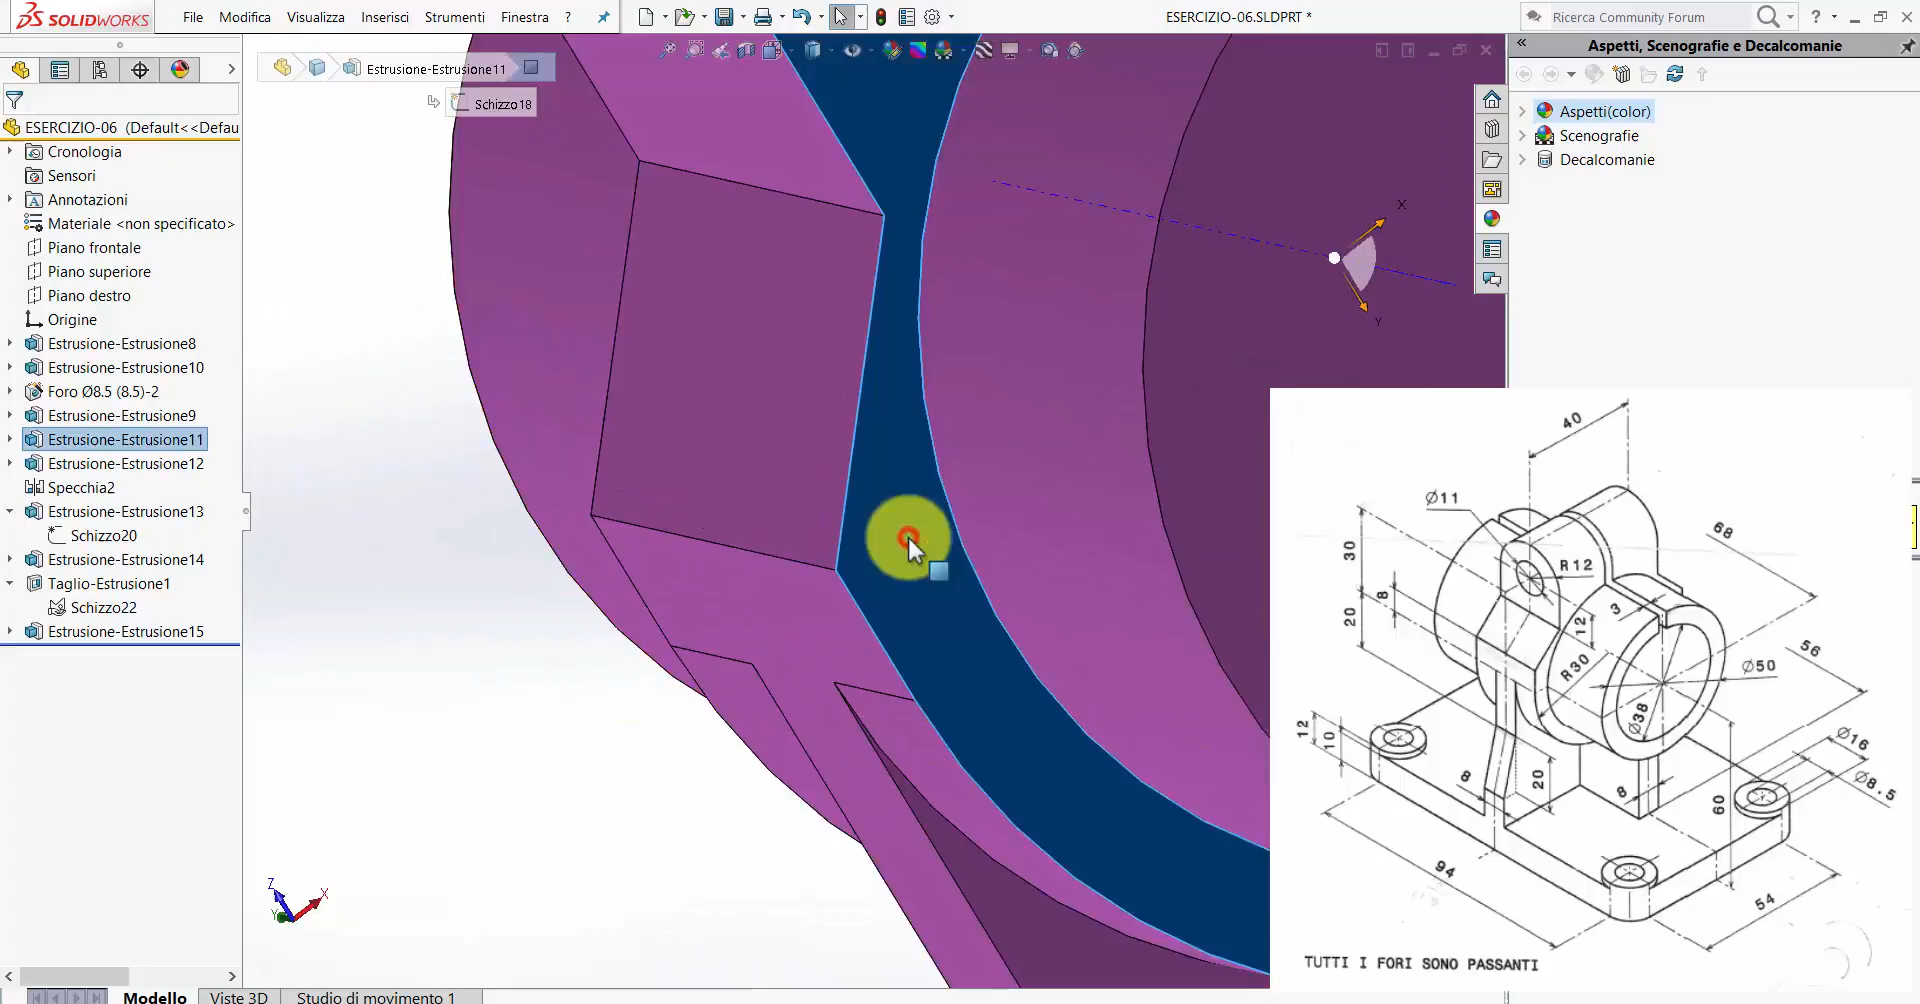 SOLIDWORKS
File
Modifica
Visualizza
Inserisci
Strumenti
Finestra
?
ESERCIZIO-06.SLDPRT *
Ricerca Community Forum
?
Aspetti, Scenografie e Decalcomanie
Aspetti(color)
Scenografie
Decalcomanie
Estrusione-Estrusione11
Schizzo18
ESERCIZIO-06 (Default<<Defau
Cronologia
Sensori
Annotazioni
Materiale <non specificato>
Piano frontale
Piano superiore
Piano destro
Origine
Estrusione-Estrusione8
Estrusione-Estrusione10
Foro Ø8.5 (8.5)-2
Estrusione-Estrusione9
Estrusione-Estrusione11
Estrusione-Estrusione12
Specchia2
Estrusione-Estrusione13
Schizzo20
Estrusione-Estrusione14
Taglio-Estrusione1
Schizzo22
Estrusione-Estrusione15
X
Y
Z
X
Y
40
Ø11
68
30
R12
8
3
20
12
56
R30
Ø50
Ø38
12
10
Ø16
8
20
8
Ø8.5
60
94
54
TUTTI I FORI SONO PASSANTI
Modello
Viste 3D
Studio di movimento 1